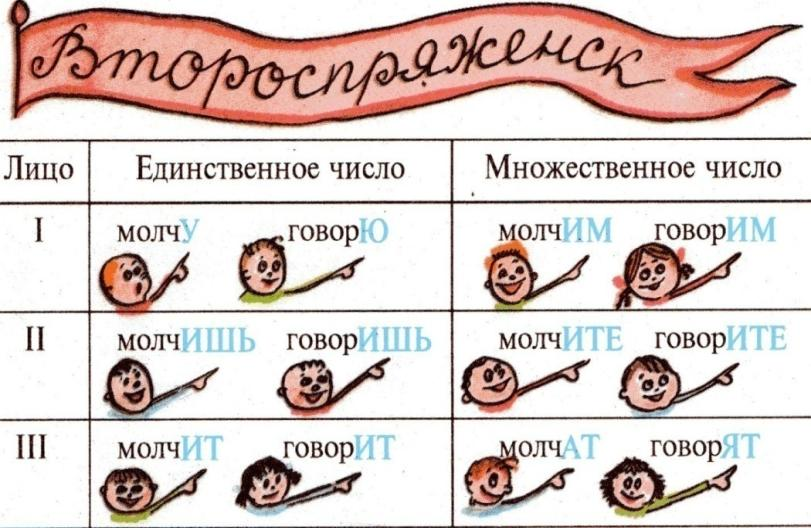 Второспряженск
Лицо Единственное число Множественное число
I молчУ говорЮ молчИМ говорИМ
II молчИШЬ говорИШЬ молчИТЕ говорИТЕ
III молчИТ говорИТ молчАТ говорЯТ